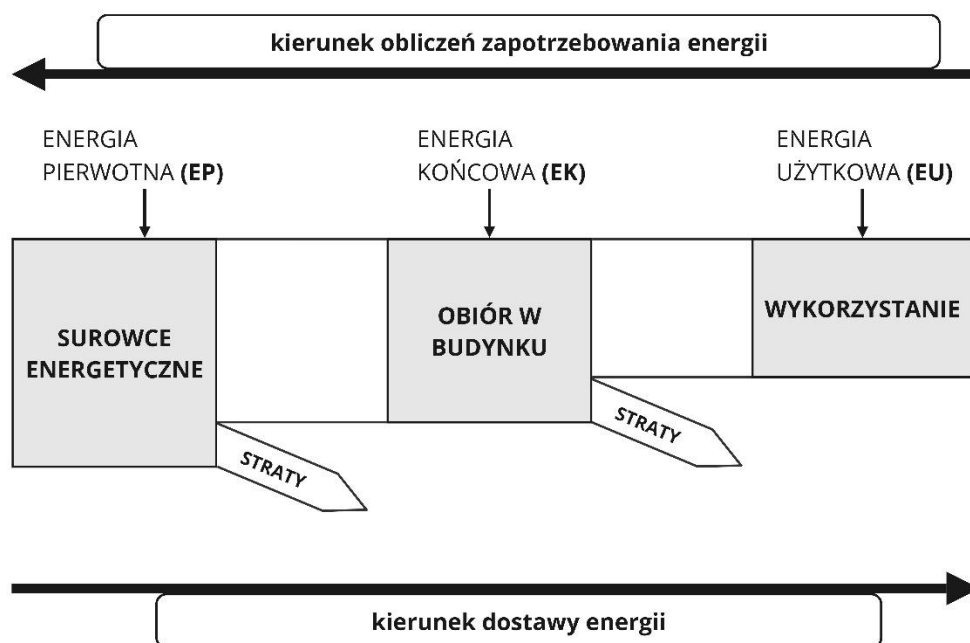 kierunek obliczeń zapotrzebowania energii
ENERGIA
PIERWOTNA (EP)
ENERGIA
KOŃCOWA (EK)
ENERGIA
UŻYTKOWA (EU)
SUROWCE
ENERGETYCZNE
OBIÓR W
BUDYNKU
WYKORZYSTANIE
STRATY
STRATY
kierunek dostawy energii